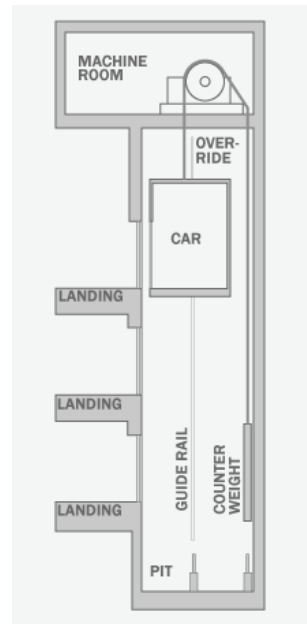 MACHINE
ROOM
OVER-
RIDE
CAR
LANDING
LANDING
GUIDE RAIL
COUNTER
WEIGHT
LANDING
PIT